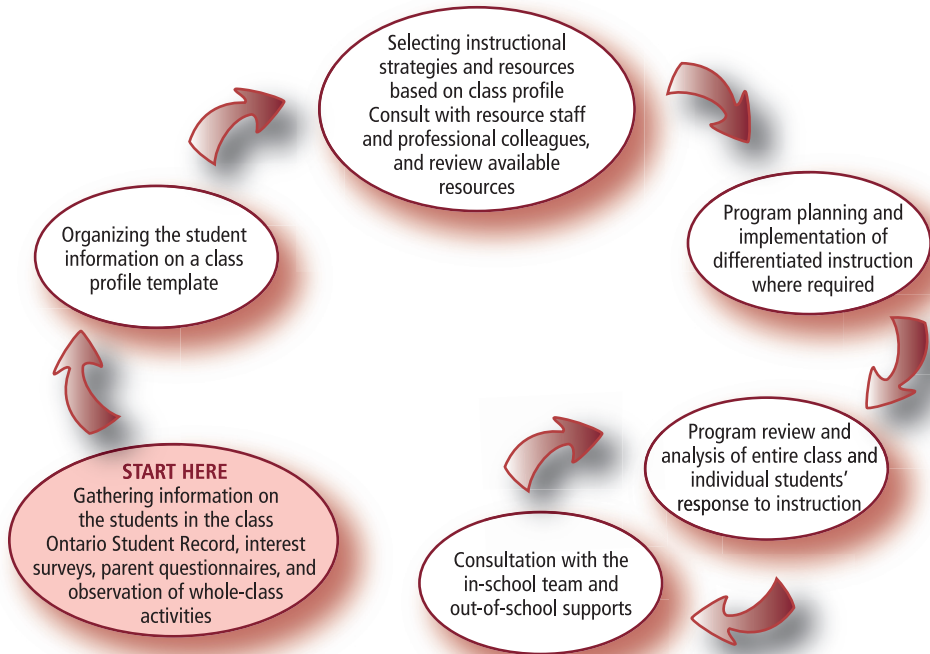 START HERE
Gathering information on
the students in the class
Ontario Student Record, interest
surveys, parent questionnaires, and
observation of whole-class
activities
Organizing the student
information on a class
profile template
Selecting instructional
strategies and resources
based on class profile
Consult with resource staff
and professional colleagues,
and review available
resources
Program planning and
implementation of
differentiated instruction
where required
Program review and
analysis of entire class and
individual students’
response to instruction
Consultation with the
in-school team and
out-of-school supports